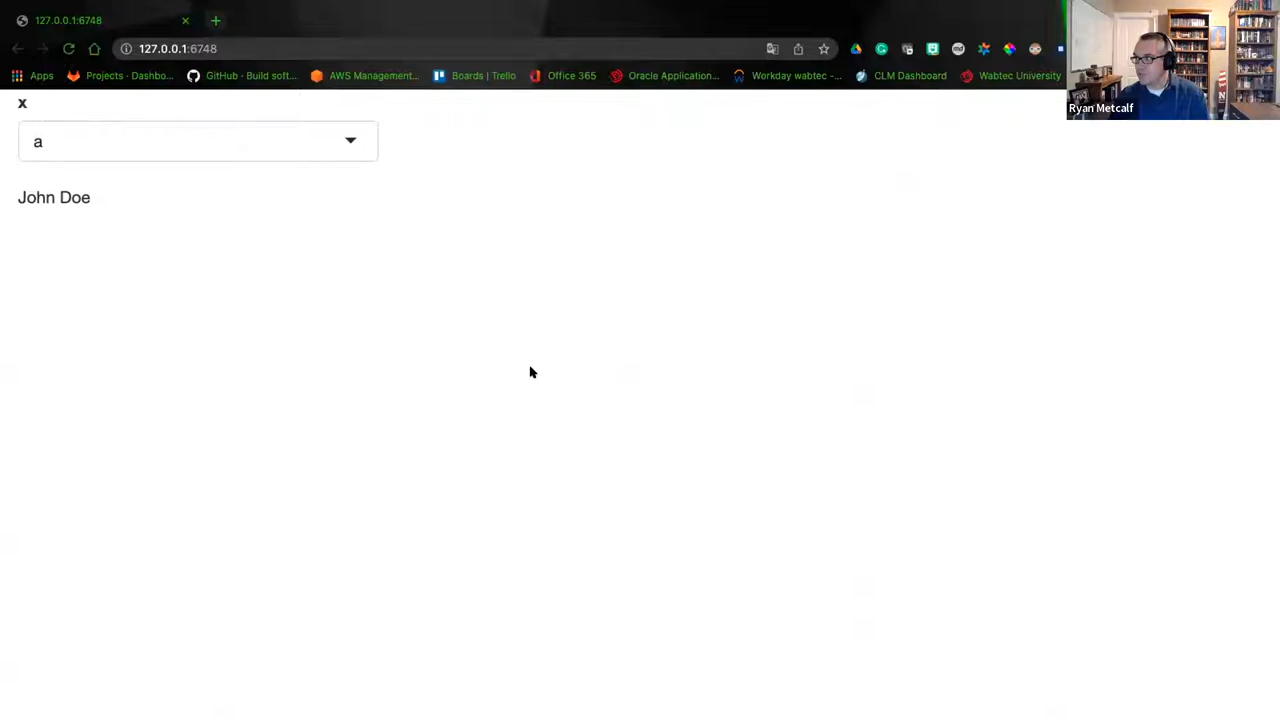 127.0.0.1:6748
127.0.0.1:6748
Apps Projects · Dashbo... GitHub · Build soft... AWS Management... Boards | Trello Office 365 Oracle Application... Workday wabtec -... CLM Dashboard Wabtec University
Ryan Metcalf
x
a
John Doe